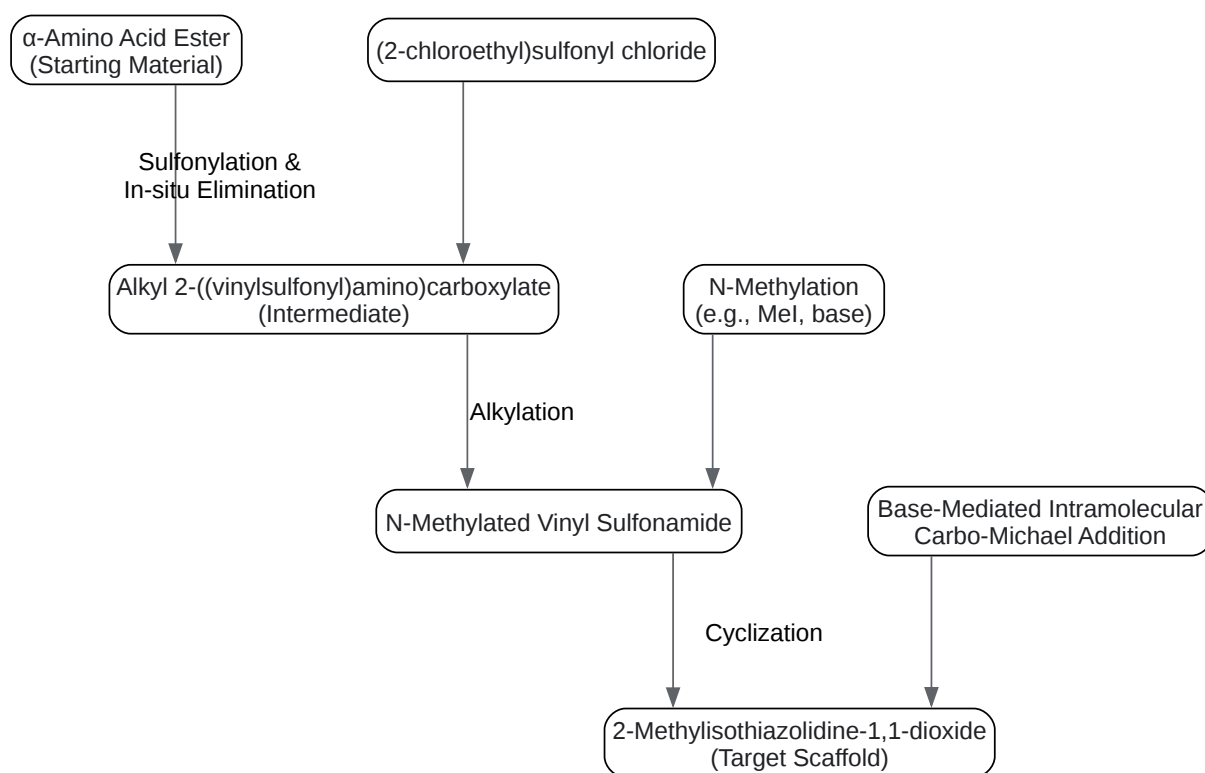 α-Amino Acid Ester
(Starting Material)
(2-chloroethyl)sulfonyl chloride
Sulfonylation &
In-situ Elimination
Alkyl 2-((vinylsulfonyl)amino)carboxylate
(Intermediate)
N-Methylation
(e.g., MeI, base)
Alkylation
N-Methylated Vinyl Sulfonamide
Base-Mediated Intramolecular
Carbo-Michael Addition
Cyclization
2-Methylisothiazolidine-1,1-dioxide
(Target Scaffold)